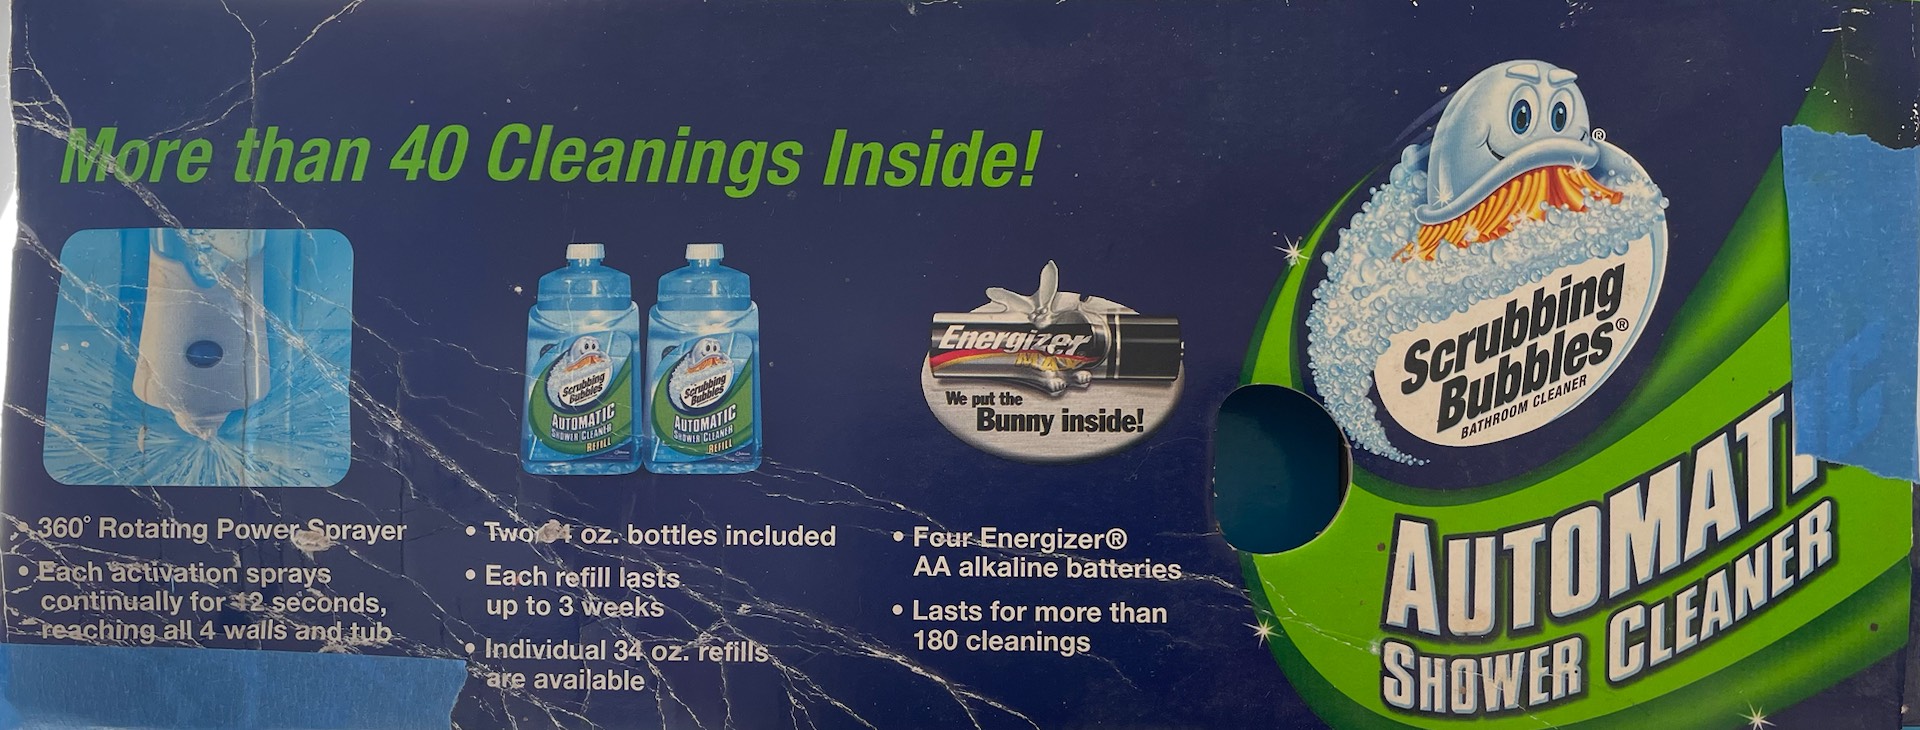 More than 40 Cleanings Inside!
• 360° Rotating Power Sprayer
• Each activation sprays
continually for 12 seconds,
reaching all 4 walls and tub
Scrubbing
Bubbles
AUTOMATIC
SHOWER CLEANER
REFILL
Scrubbing
Bubbles
AUTOMATIC
SHOWER CLEANER
REFILL
• Two 34 oz. bottles included
• Each refill lasts
up to 3 weeks
• Individual 34 oz. refills
are available
Energizer
MAX
We put the
Bunny inside!
• Four Energizer®
AA alkaline batteries
• Lasts for more than
180 cleanings
®
Scrubbing
Bubbles®
BATHROOM CLEANER
AUTOMATI
SHOWER CLEANER